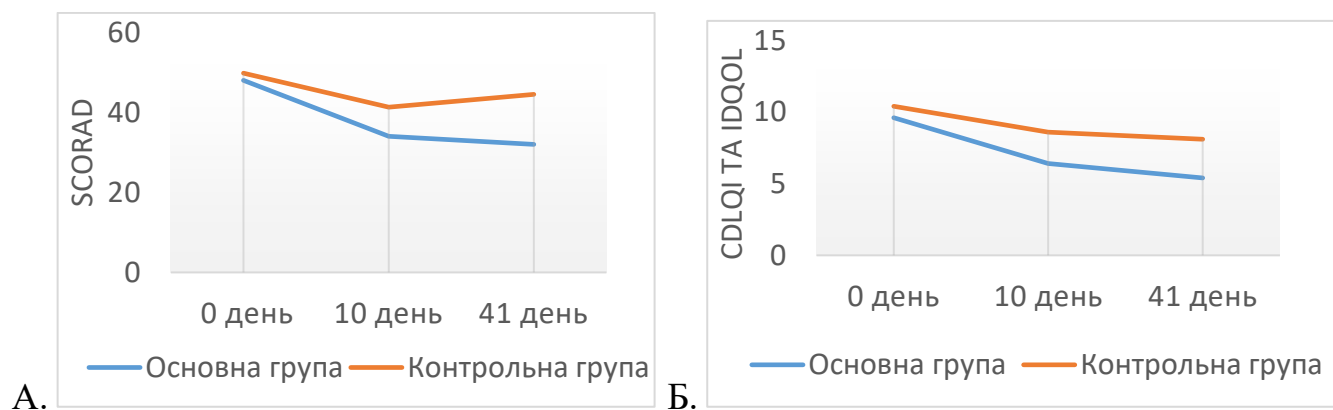 60
40
20
0
SCORAD
0 день 10 день 41 день
Основна група Контрольна група
А.
15
10
5
0
CDLQI ТА IDQOL
0 день 10 день 41 день
Основна група Контрольна група
Б.